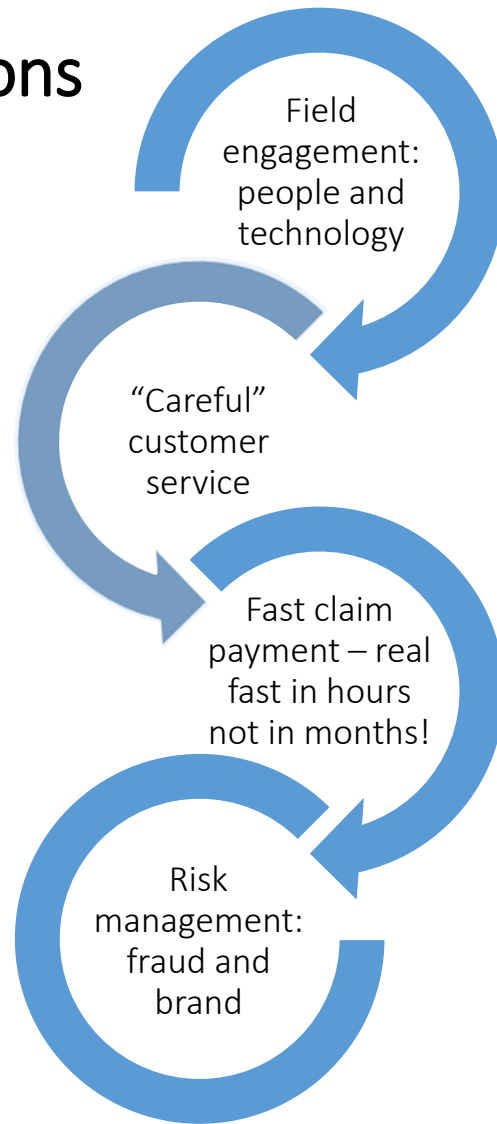 ons
Field
engagement:
people and
technology
“Careful”
customer
service
Fast claim
payment – real
fast in hours
not in months!
Risk
management:
fraud and
brand